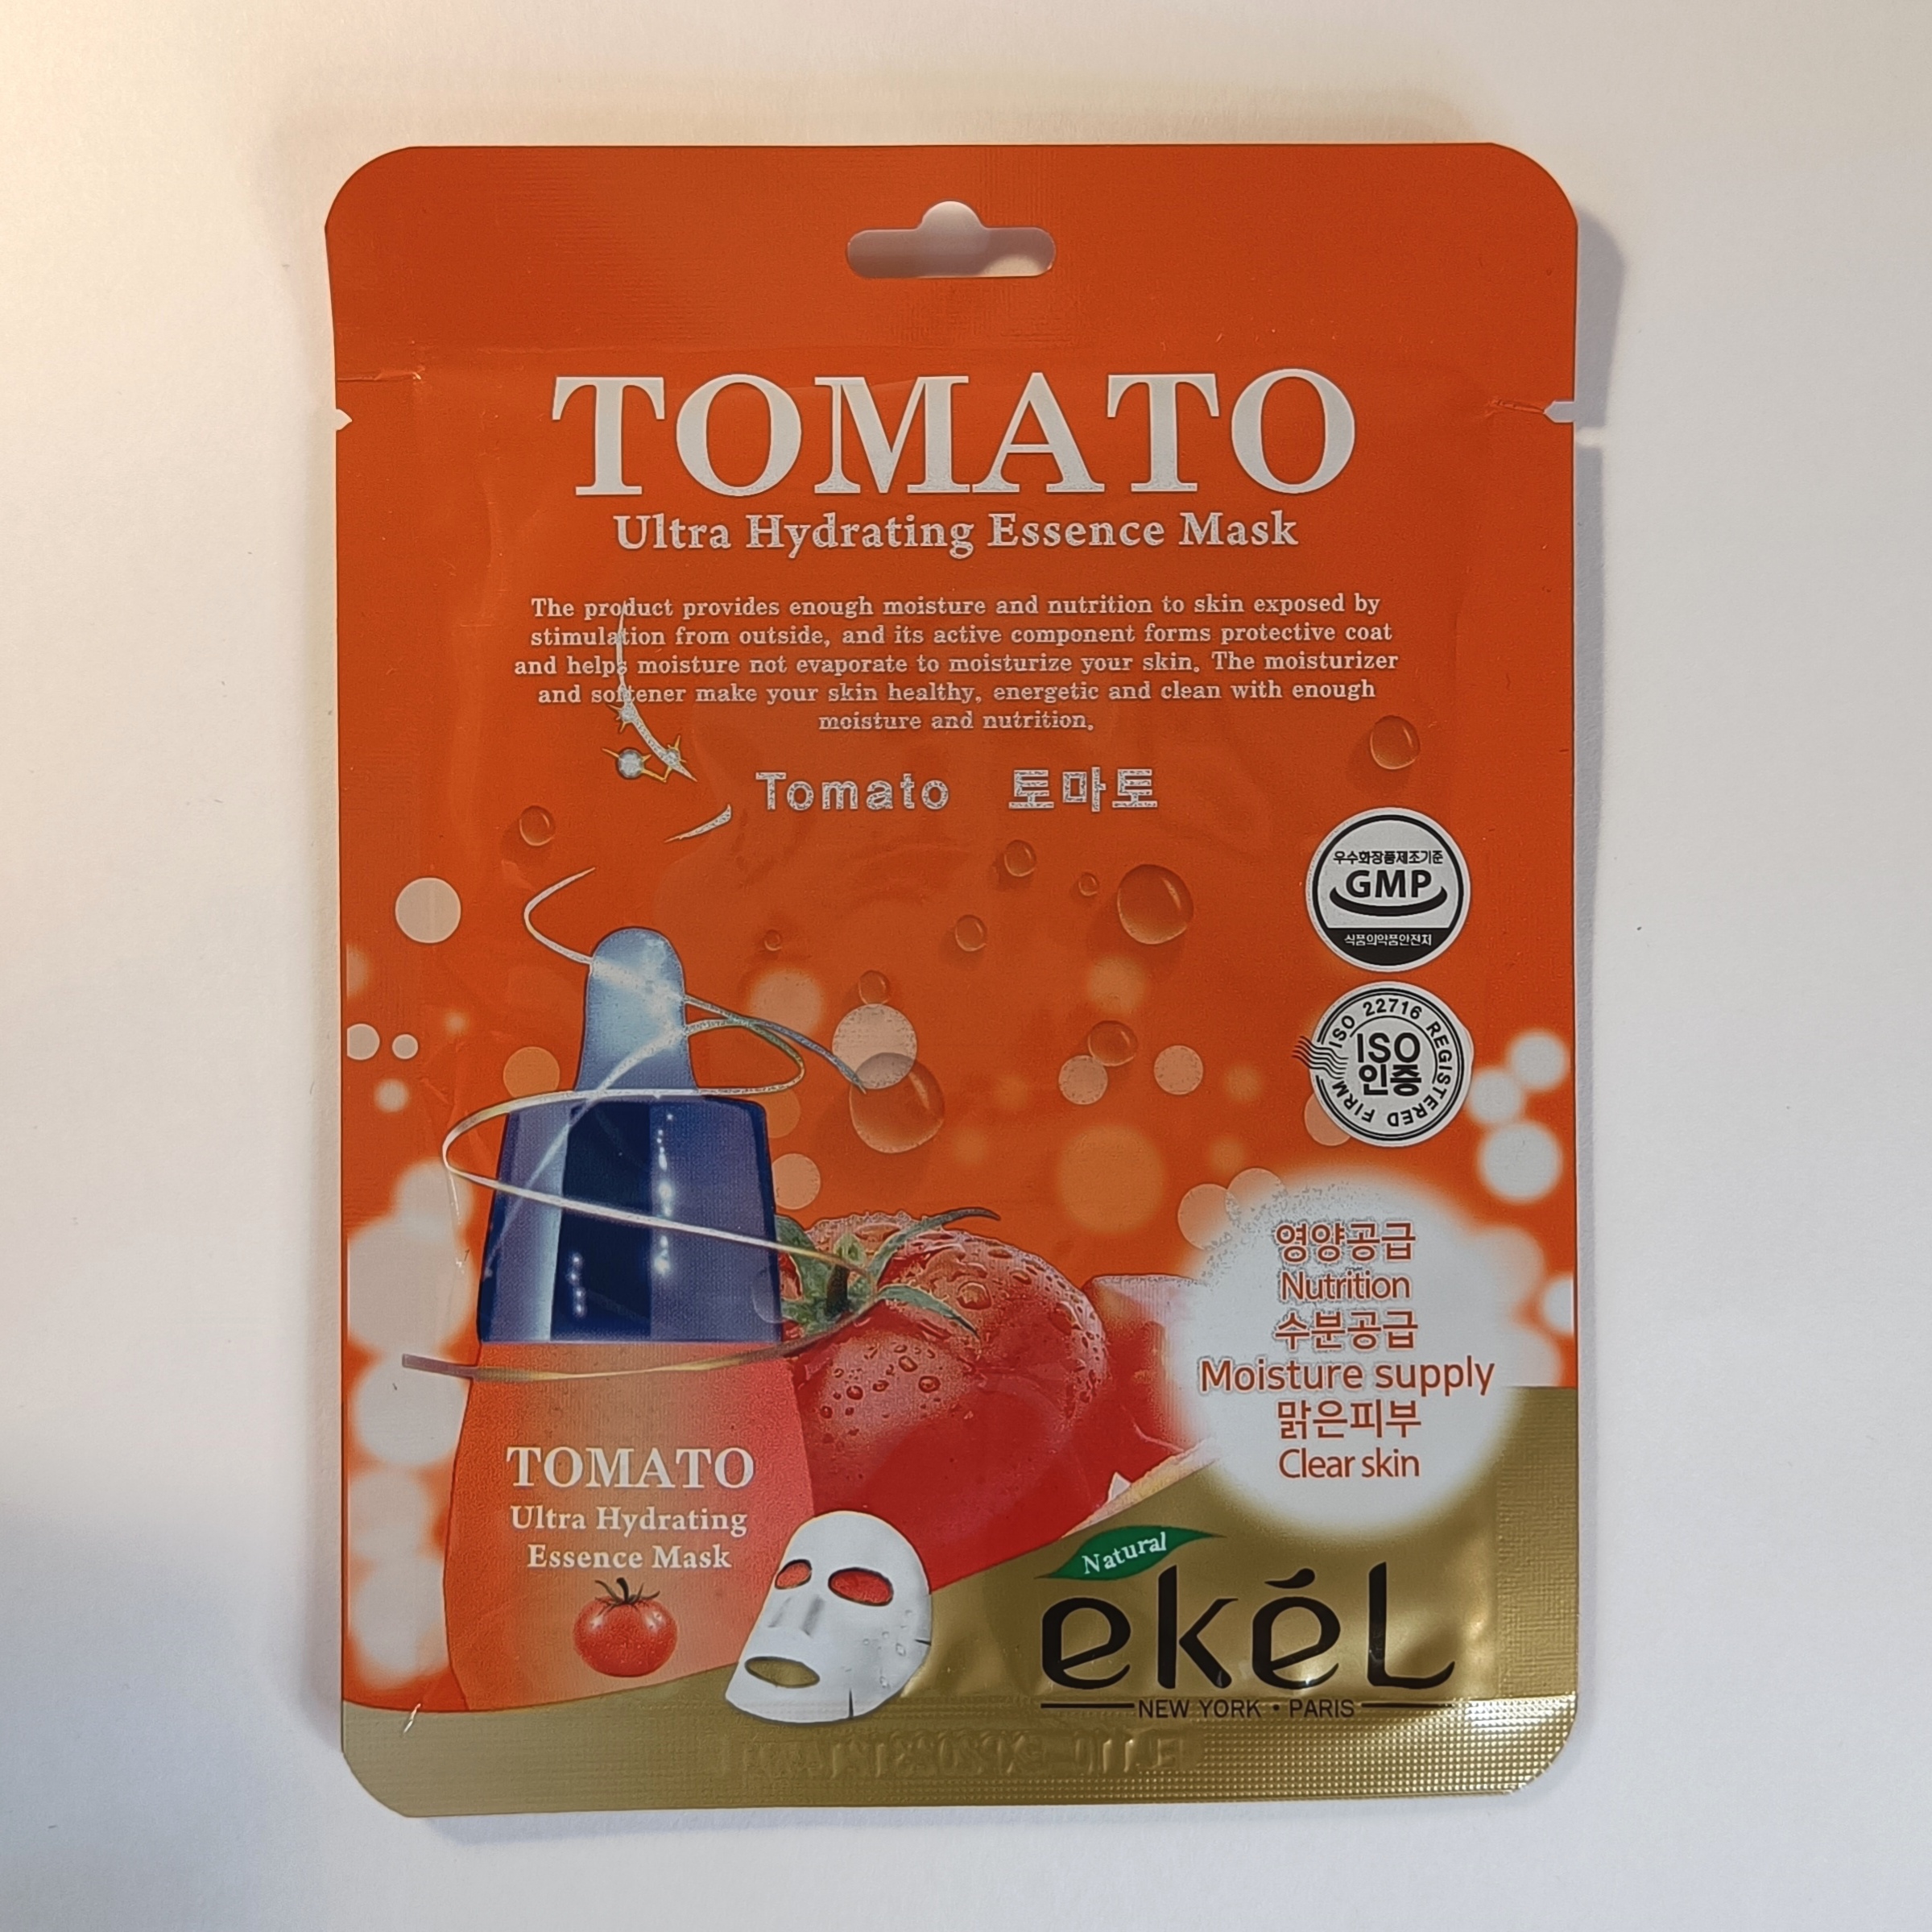 TOMATO
Ultra Hydrating Essence Mask
The product provides enough moisture and nutrition to skin exposed by
stimulation from outside, and its active component forms protective coat
and helps moisture not evaporate to moisturize your skin. The moisturizer
and softener make your skin healthy, energetic and clean with enough
moisture and nutrition.
Tomato 토마토
우수화장품제조기준
GMP
식품의약품안전처
ISO 22716 REGISTERED FIRM
ISO
인증
영양공급
Nutrition
수분공급
Moisture supply
맑은피부
Clear skin
TOMATO
Ultra Hydrating
Essence Mask
Natural
ekéL
NEW YORK • PARIS